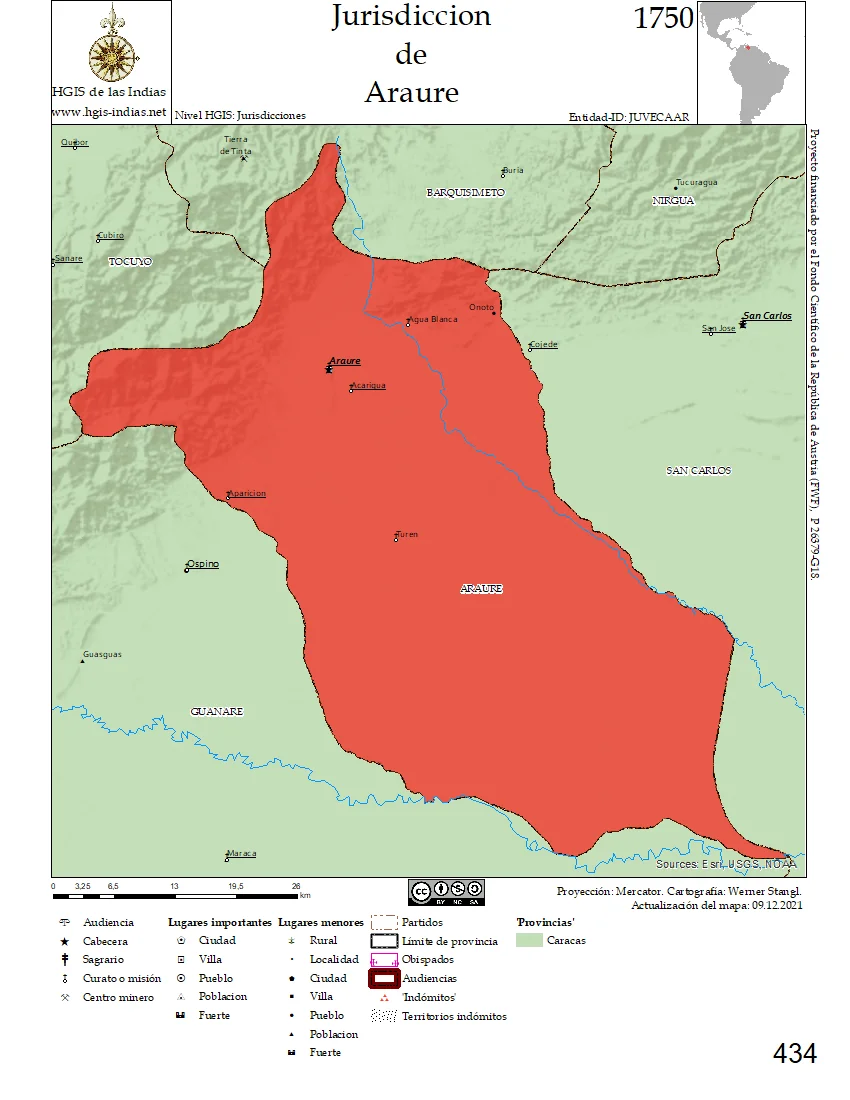 Jurisdiccion
de
Araure
1750
HGIS de las Indias
www.hgis-indias.net
Nivel HGIS: Jurisdicciones
Entidad-ID: JUVECAAR
Quibor
Tierra
de Tinta
Buria
BARQUISIMETO
Tucuragua
NIRGUA
Cubiro
Sanare
TOCUYO
Onoto
Agua Blanca
San Carlos
San Jose
Cojede
Araure
Acarigua
SAN CARLOS
Aparicion
Turen
Ospino
ARAURE
Guasguas
GUANARE
Maraca
Sources: Esri, USGS, NOAA
Proyecto financiado por el Fondo Científico de la República de Austria (FWF), P 26379-G18.
0 3,25 6,5 13 19,5 26
km
CC BY NC SA
Proyección: Mercator. Cartografía: Werner Stangl.
Actualización del mapa: 09.12.2021
Audiencia
Cabecera
Sagrario
Curato o misión
Centro minero
Lugares importantes
Ciudad
Villa
Pueblo
Poblacion
Fuerte
Lugares menores
Rural
Localidad
Ciudad
Villa
Pueblo
Poblacion
Fuerte
Partidos
Límite de provincia
Obispados
Audiencias
'Indómitos'
Territorios indómitos
'Provincias'
Caracas
434